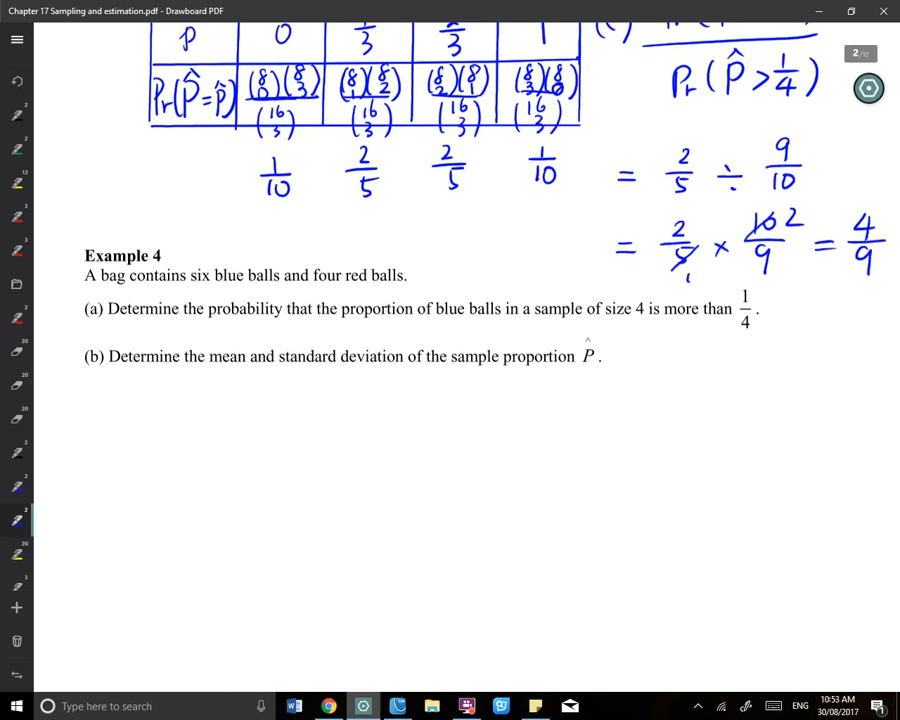 Chapter 17 Sampling and estimation.pdf - Drawboard PDF
2/
p 0 1/3 2/3 1
Pr(P̂=p̂) (8 0)(8 3)/(16 3) (8 1)(8 2)/(16 3) (8 2)(8 1)/(16 3) (8 3)(8 0)/(16 3)
1/10 2/5 2/5 1/10
Pr(P̂ > 1/4)
= 2/5 ÷ 9/10
= 2/5 1 × 10 2/9 = 4/9
Example 4
A bag contains six blue balls and four red balls.
(a) Determine the probability that the proportion of blue balls in a sample of size 4 is more than 1/4.
(b) Determine the mean and standard deviation of the sample proportion P̂.
Type here to search
ENG
10:53 AM
30/08/2017